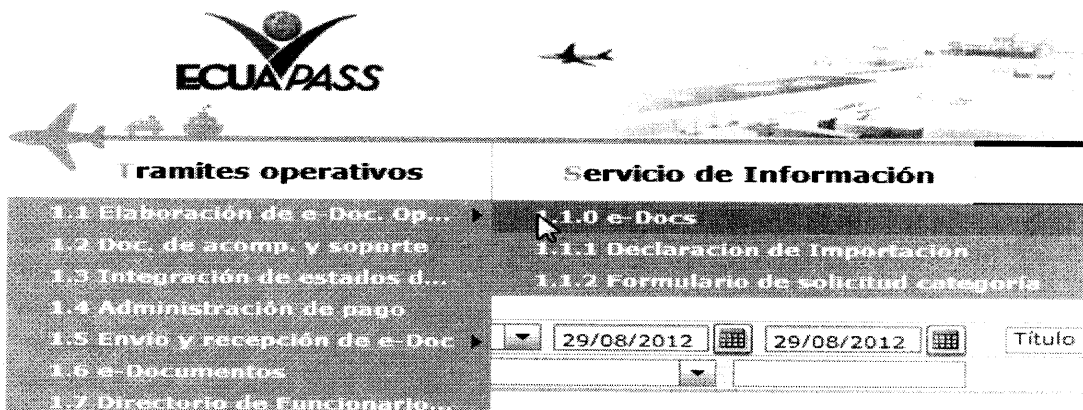 ECUAPASS
Tramites operativos
Servicio de Información
1.1 Elaboración de e-Doc. Op...
1.2 Doc. de acomp. y soporte
1.3 Integración de estados d...
1.4 Administración de pago
1.5 Envío y recepción de e-Doc
1.6 e-Documentos
1.7 Directorio de Funcionario...
1.1.0 e-Docs
1.1.1 Declaracion de Importacion
1.1.2 Formulario de solicitud categoría
29/08/2012 29/08/2012 Título